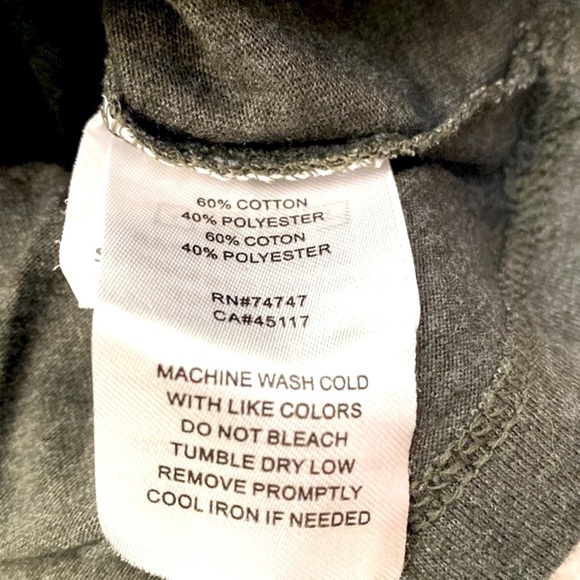 60% COTTON
40% POLYESTER
60% COTON
40% POLYESTER
RN#74747
CA#45117
MACHINE WASH COLD
WITH LIKE COLORS
DO NOT BLEACH
TUMBLE DRY LOW
REMOVE PROMPTLY
COOL IRON IF NEEDED